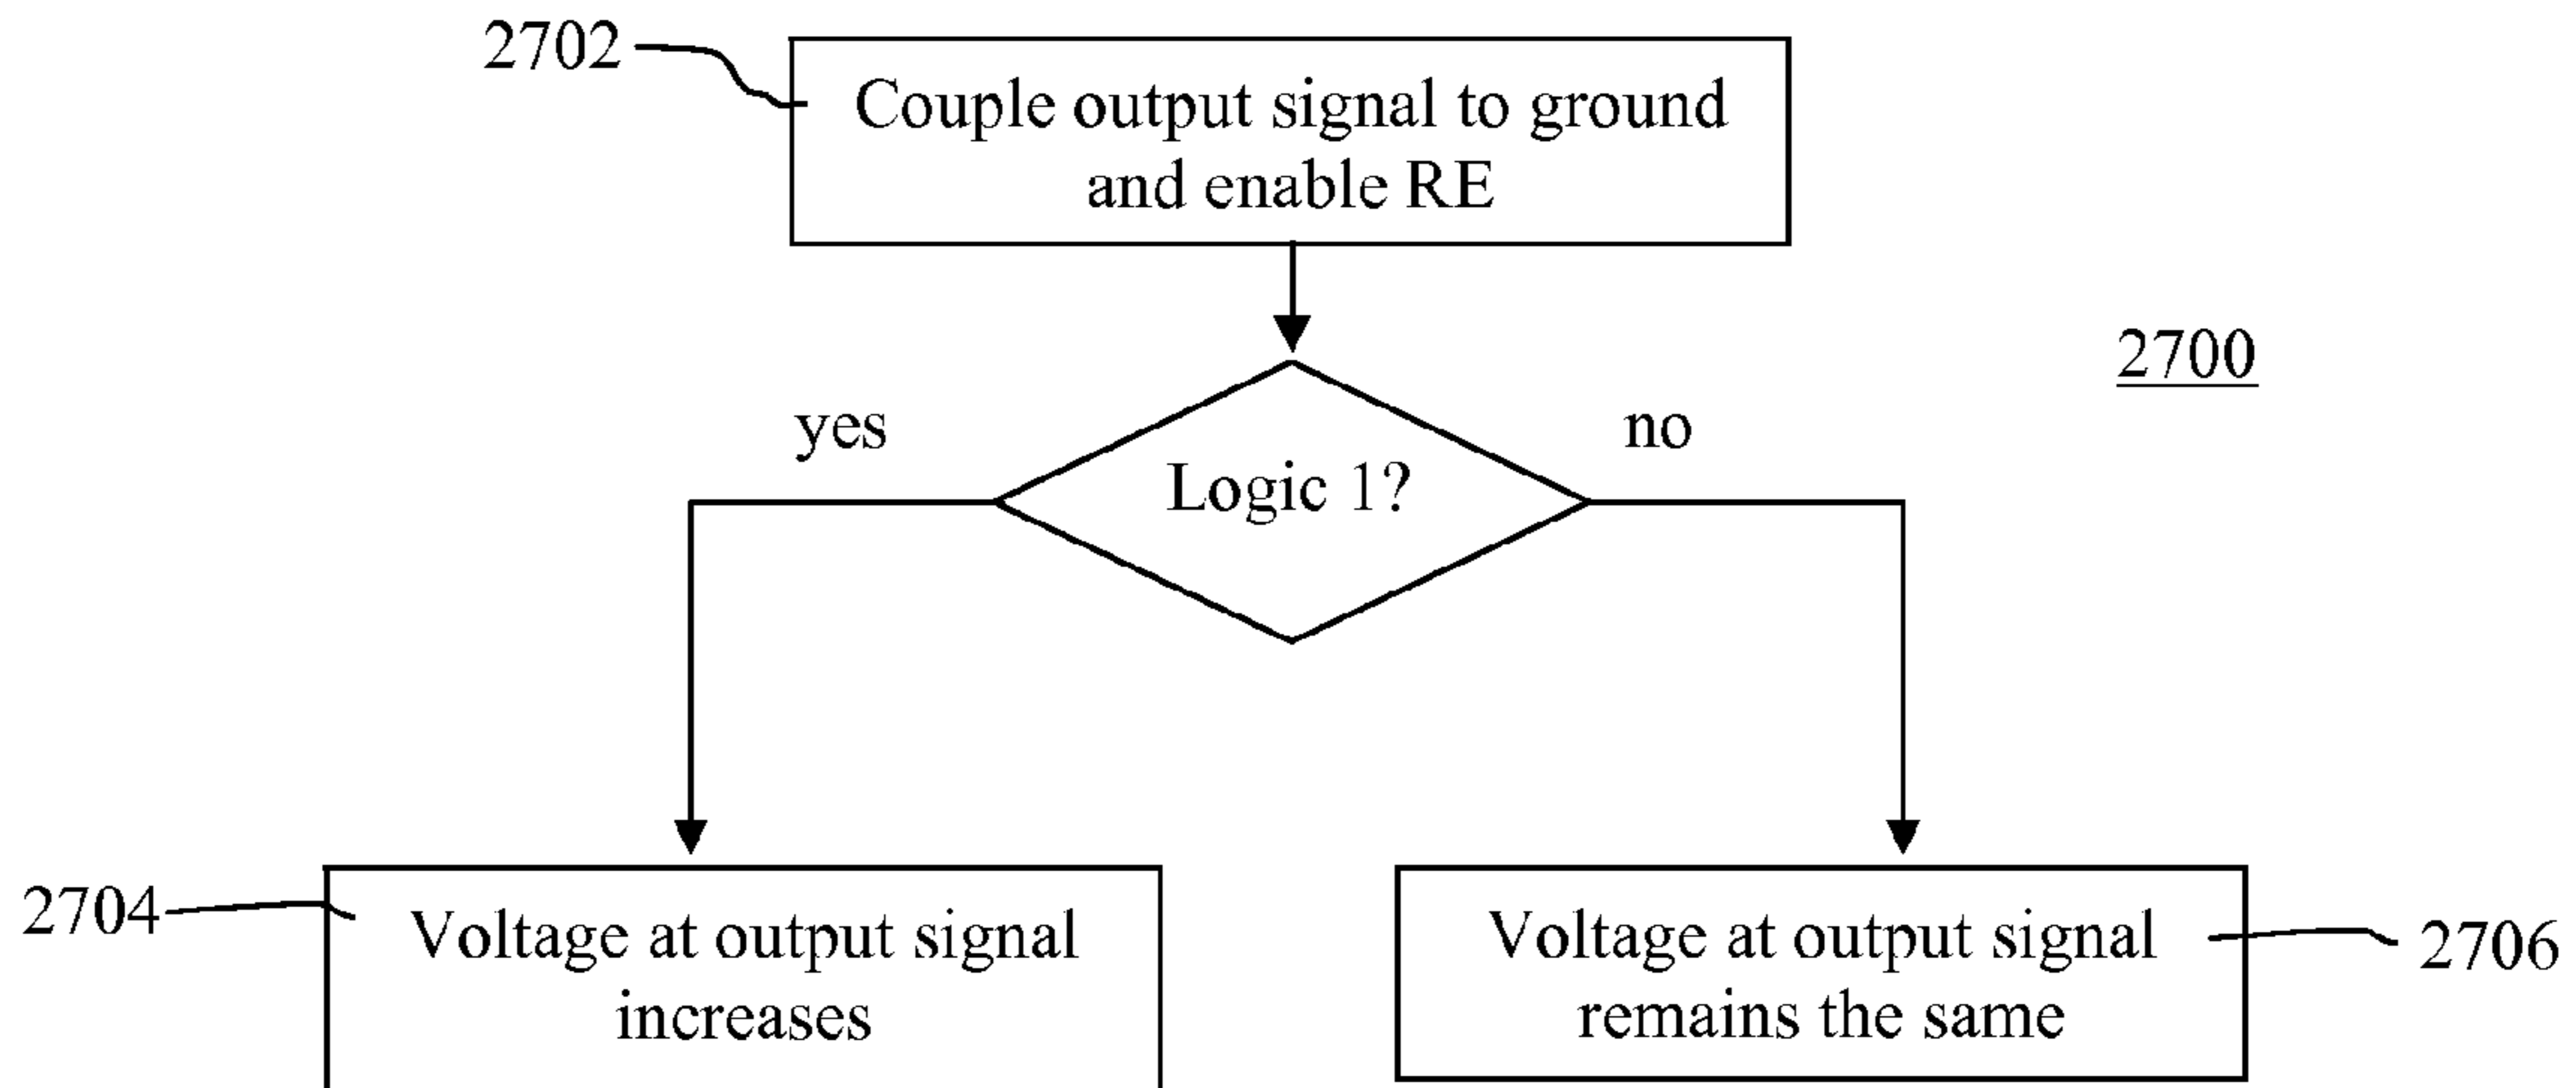 2702
Couple output signal to ground
and enable RE
2700
yes
no
Logic 1?
2704
Voltage at output signal
increases
Voltage at output signal
remains the same
2706